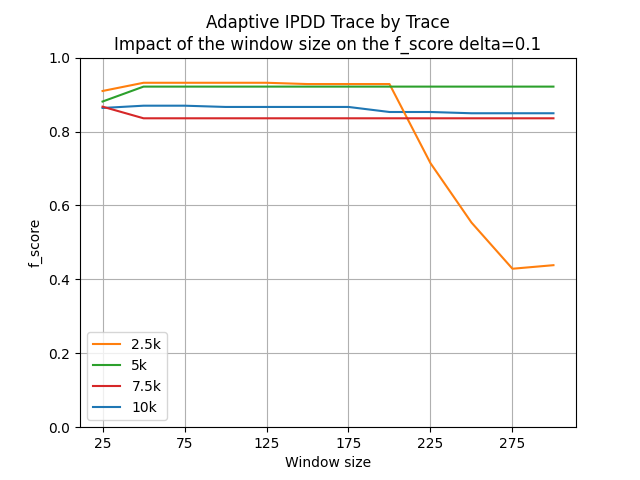 Adaptive IPDD Trace by Trace
Impact of the window size on the f_score delta=0.1
1.0
0.8
0.6
0.4
0.2
0.0
f_score
2.5k
5k
7.5k
10k
25 75 125 175 225 275
Window size